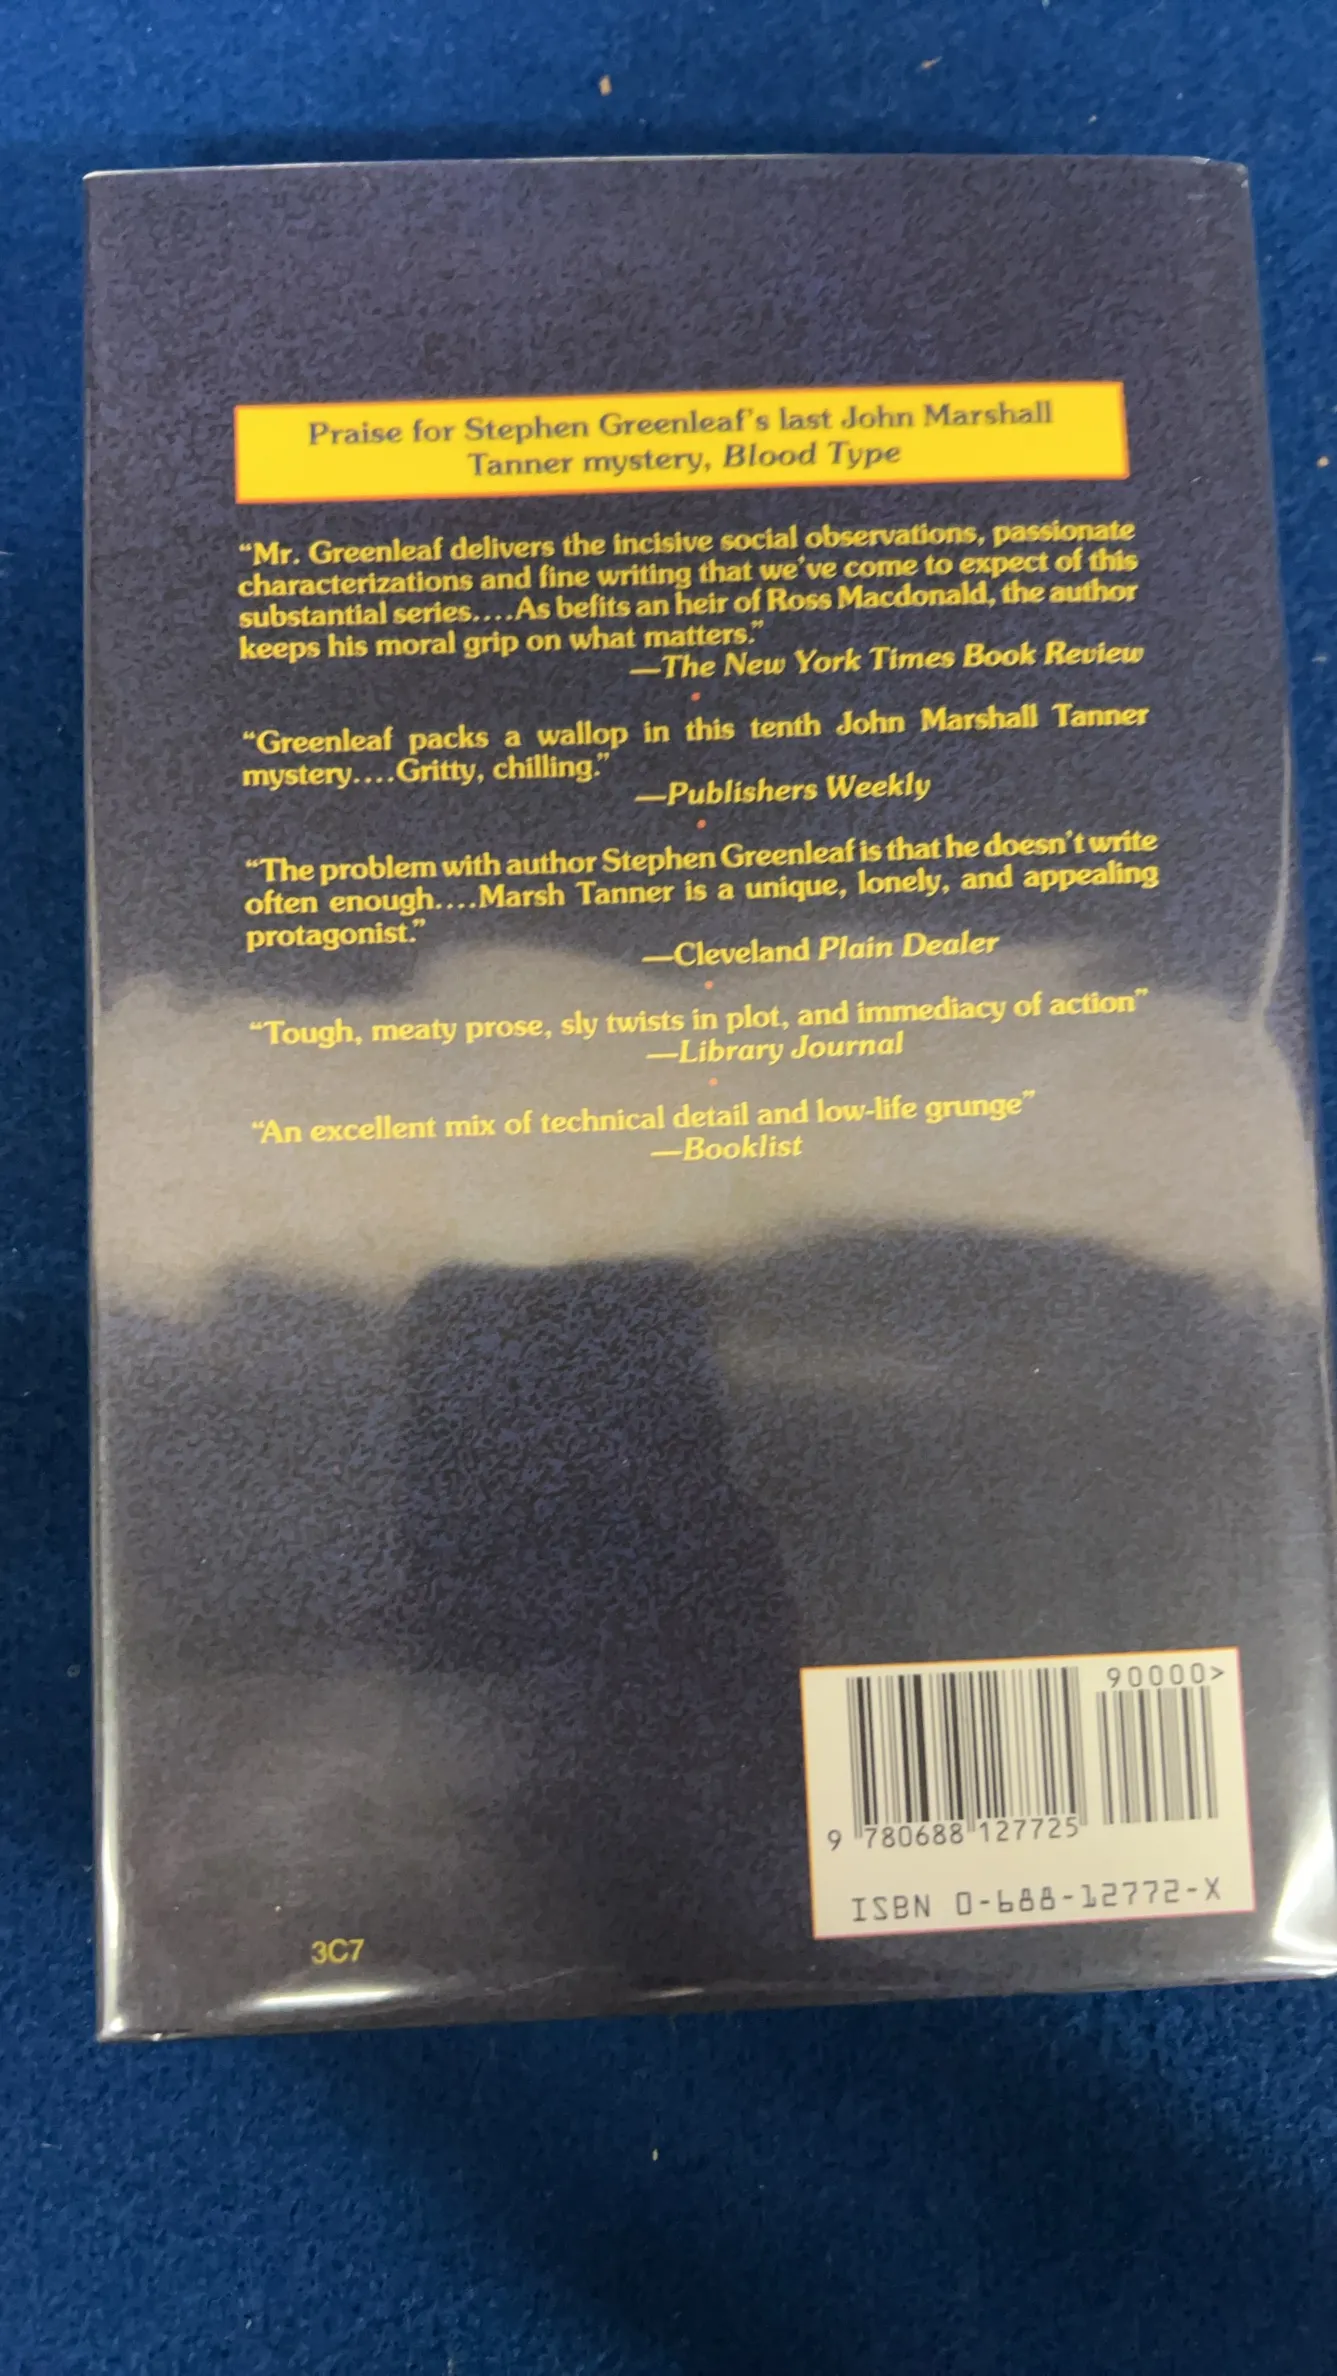 Praise for Stephen Greenleaf's last John Marshall
Tanner mystery, Blood Type
“Mr. Greenleaf delivers the incisive social observations, passionate
characterizations and fine writing that we've come to expect of this
substantial series....As befits an heir of Ross Macdonald, the author
keeps his moral grip on what matters.”
—The New York Times Book Review
“Greenleaf packs a wallop in this tenth John Marshall Tanner
mystery....Gritty, chilling.”
—Publishers Weekly
“The problem with author Stephen Greenleaf is that he doesn't write
often enough....Marsh Tanner is a unique, lonely, and appealing
protagonist.”
—Cleveland Plain Dealer
“Tough, meaty prose, sly twists in plot, and immediacy of action”
—Library Journal
“An excellent mix of technical detail and low-life grunge”
—Booklist
90000>
9 780688 127725
ISBN 0-688-12772-X
3C7